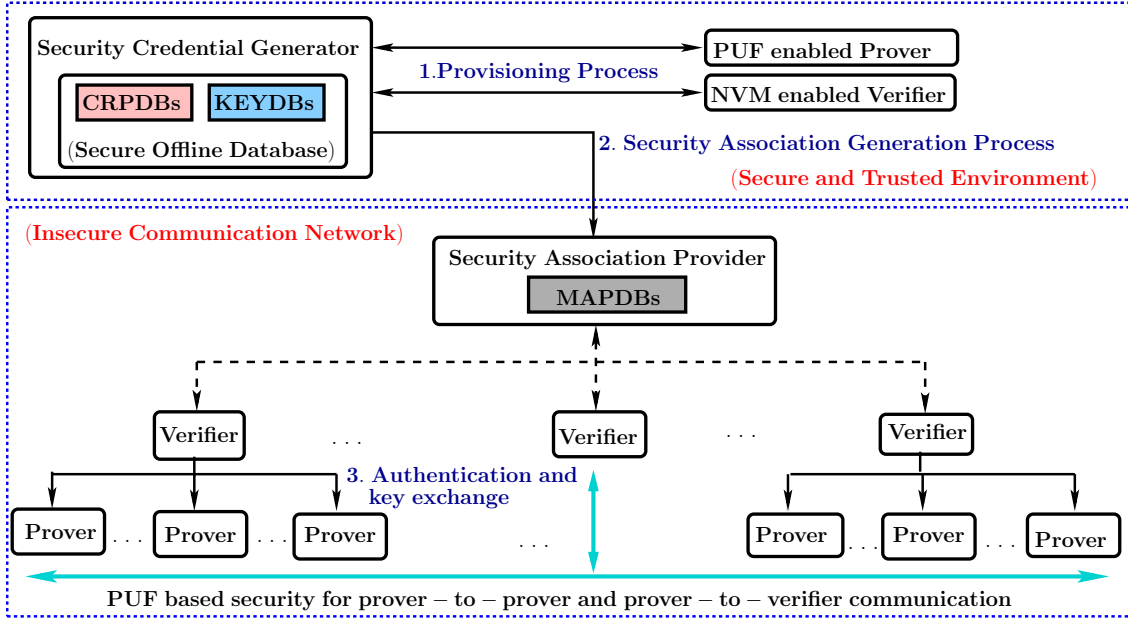 Security Credential Generator
CRPDBs KEYDBs
(Secure Offline Database)
PUF enabled Prover
1.Provisioning Process
NVM enabled Verifier
2. Security Association Generation Process
(Secure and Trusted Environment)
(Insecure Communication Network)
Security Association Provider
MAPDBs
Verifier . . . Verifier . . . Verifier
3. Authentication and
key exchange
Prover . . . Prover . . . Prover . . . Prover . . . Prover . . . Prover
PUF based security for prover – to – prover and prover – to – verifier communication